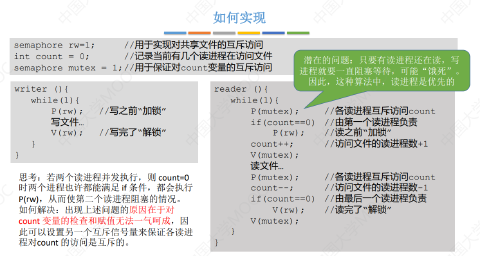 如何实现
semaphore rw=1; //用于实现对共享文件的互斥访问
int count = 0; //记录当前有几个读进程在访问文件
semaphore mutex = 1;//用于保证对count变量的互斥访问
潜在的问题：只要有读进程还在读，写
进程就要一直阻塞等待，可能“饿死”。
因此，这种算法中，读进程是优先的
writer (){
while(1){
P(rw); //写之前“加锁”
写文件…
V(rw); //写完了“解锁”
}
}
reader (){
while(1){
P(mutex); //各读进程互斥访问count
if(count==0) //由第一个读进程负责
P(rw); //读之前“加锁”
count++; //访问文件的读进程数+1
V(mutex);
读文件…
P(mutex); //各读进程互斥访问count
count--; //访问文件的读进程数-1
if(count==0) //由最后一个读进程负责
V(rw); //读完了“解锁”
V(mutex);
}
}
思考：若两个读进程并发执行，则 count=0
时两个进程也许都能满足 if 条件，都会执行
P(rw)，从而使第二个读进程阻塞的情况。
如何解决：出现上述问题的原因在于对
count 变量的检查和赋值无法一气呵成，因
此可以设置另一个互斥信号量来保证各读进
程对count 的访问是互斥的。